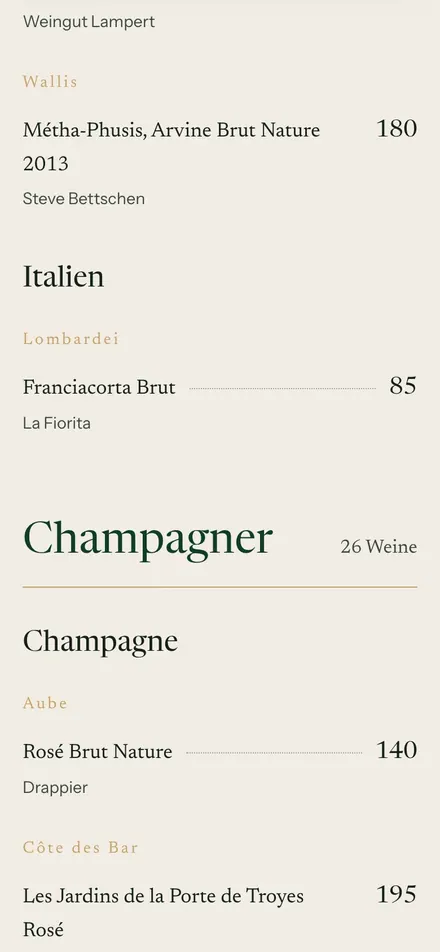 Weingut Lampert
Wallis
Métha-Phusis, Arvine Brut Nature 180
2013
Steve Bettschen
Italien
Lombardei
Franciacorta Brut 85
La Fiorita
Champagner 26 Weine
Champagne
Aube
Rosé Brut Nature 140
Drappier
Côte des Bar
Les Jardins de la Porte de Troyes 195
Rosé